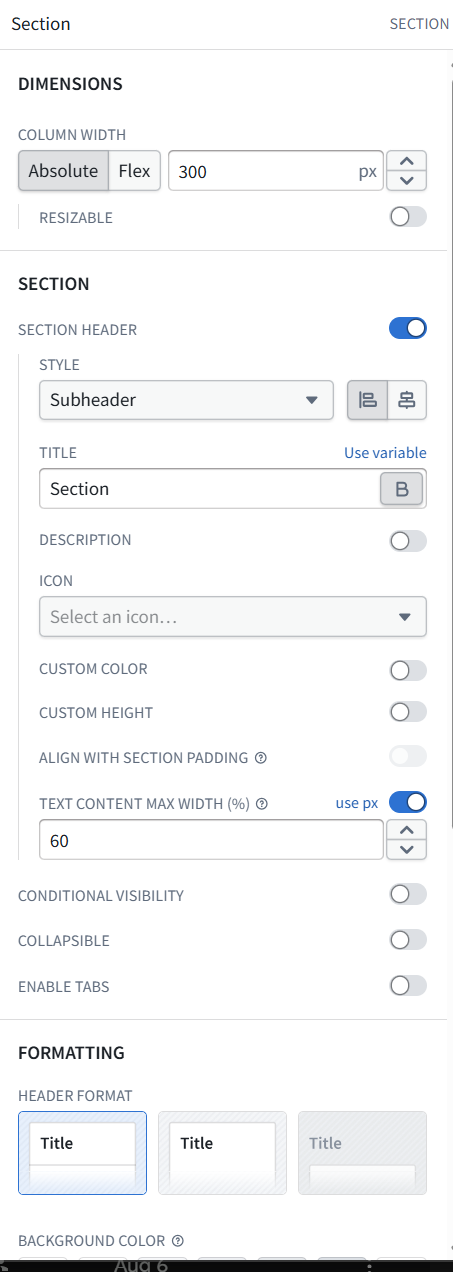 Section SECTION
DIMENSIONS
COLUMN WIDTH
Absolute Flex 300 px
RESIZABLE
SECTION
SECTION HEADER
STYLE
Subheader
TITLE Use variable
Section B
DESCRIPTION
ICON
Select an icon...
CUSTOM COLOR
CUSTOM HEIGHT
ALIGN WITH SECTION PADDING
TEXT CONTENT MAX WIDTH (%) use px
60
CONDITIONAL VISIBILITY
COLLAPSIBLE
ENABLE TABS
FORMATTING
HEADER FORMAT
Title Title Title
BACKGROUND COLOR
Aug 6